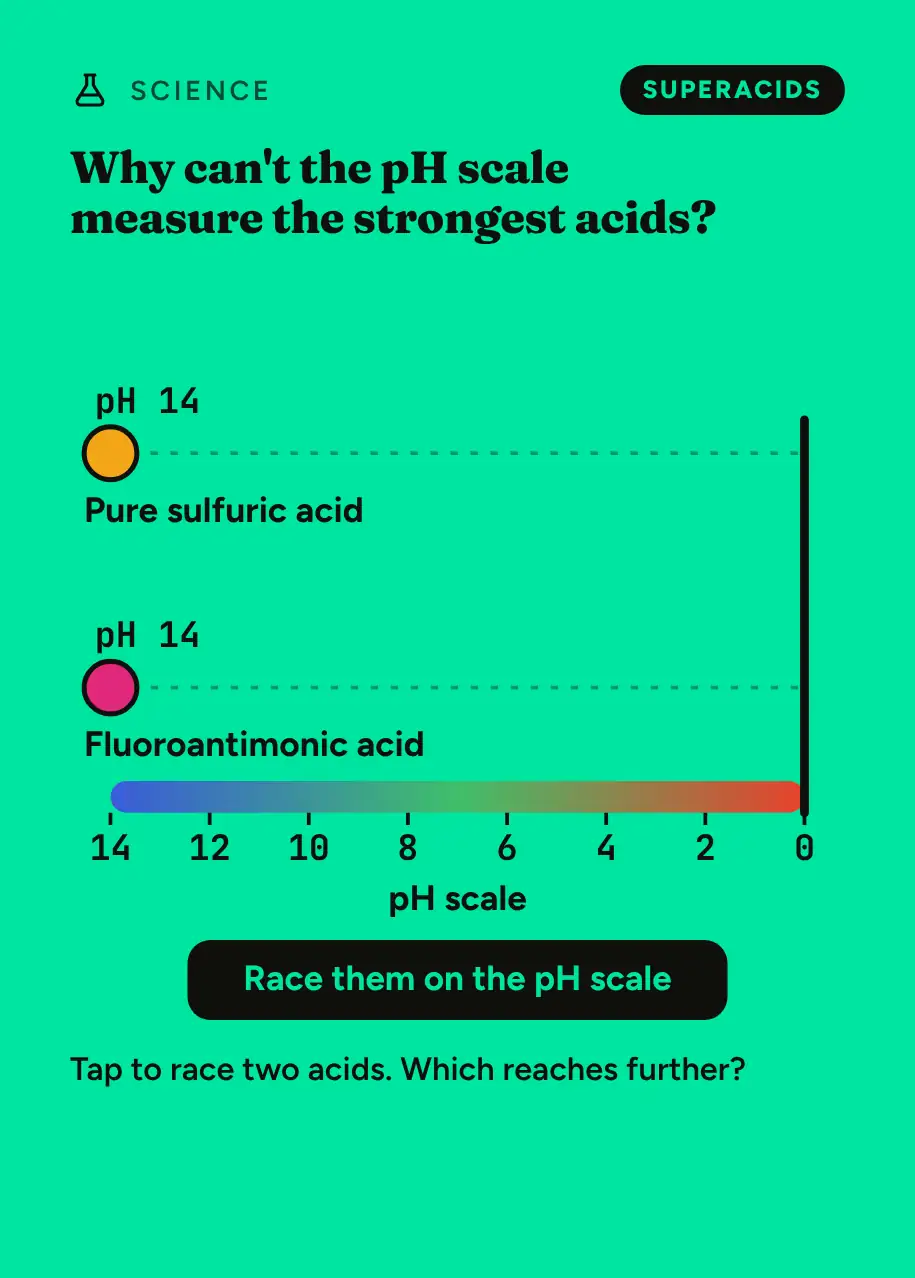 SCIENCE
SUPERACIDS
Why can't the pH scale
measure the strongest acids?
pH 14
Pure sulfuric acid
pH 14
Fluoroantimonic acid
14 12 10 8 6 4 2 0
pH scale
Race them on the pH scale
Tap to race two acids. Which reaches further?